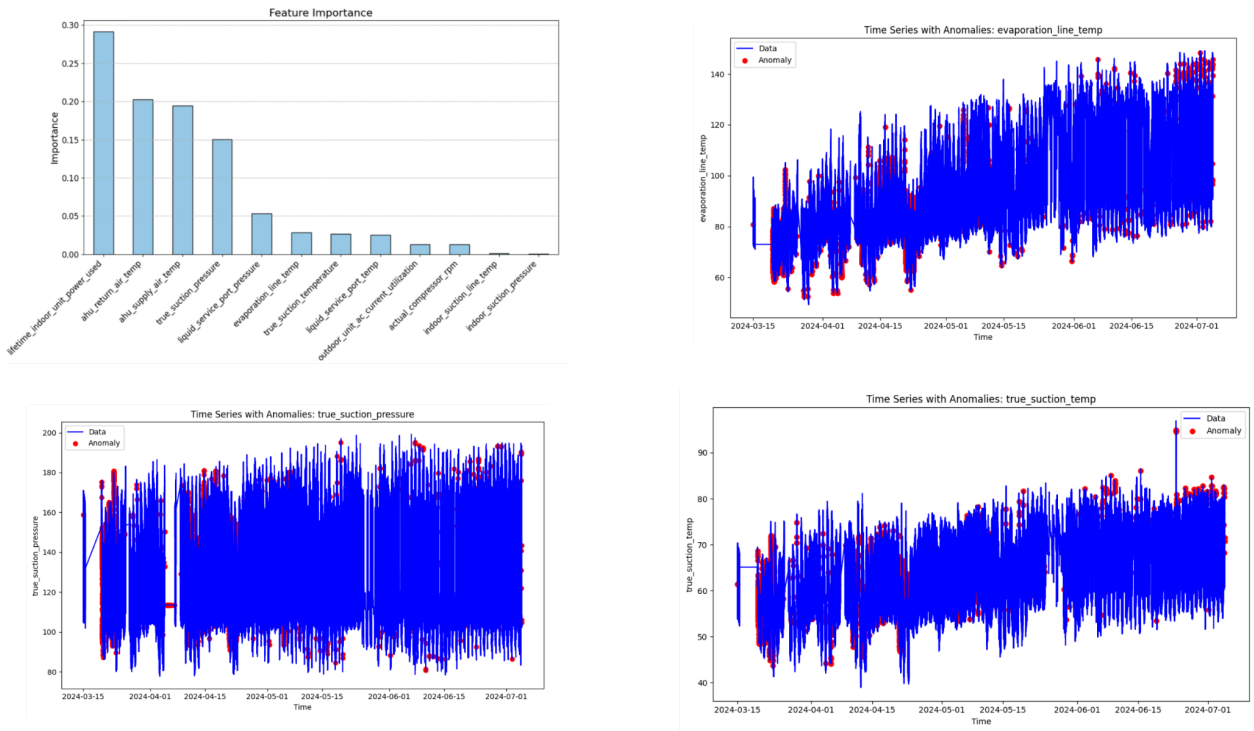 Feature Importance
0.30
0.25
0.20
0.15
0.10
0.05
0.00
Importance
lifetime_indoor_unit_power_used
ahu_return_air_temp
ahu_supply_air_temp
true_suction_pressure
liquid_service_port_pressure
evaporation_line_temp
true_suction_temperature
liquid_service_port_temp
outdoor_unit_ac_current_utilization
actual_compressor_rpm
indoor_suction_line_temp
indoor_suction_pressure
Time Series with Anomalies: evaporation_line_temp
Data
Anomaly
140
120
100
80
60
evaporation_line_temp
2024-03-15 2024-04-01 2024-04-15 2024-05-01 2024-05-15 2024-06-01 2024-06-15 2024-07-01
Time
Time Series with Anomalies: true_suction_pressure
Data
Anomaly
200
180
160
140
120
100
80
true_suction_pressure
2024-03-15 2024-04-01 2024-04-15 2024-05-01 2024-05-15 2024-06-01 2024-06-15 2024-07-01
Time
Time Series with Anomalies: true_suction_temp
Data
Anomaly
90
80
70
60
50
40
true_suction_temp
2024-03-15 2024-04-01 2024-04-15 2024-05-01 2024-05-15 2024-06-01 2024-06-15 2024-07-01
Time